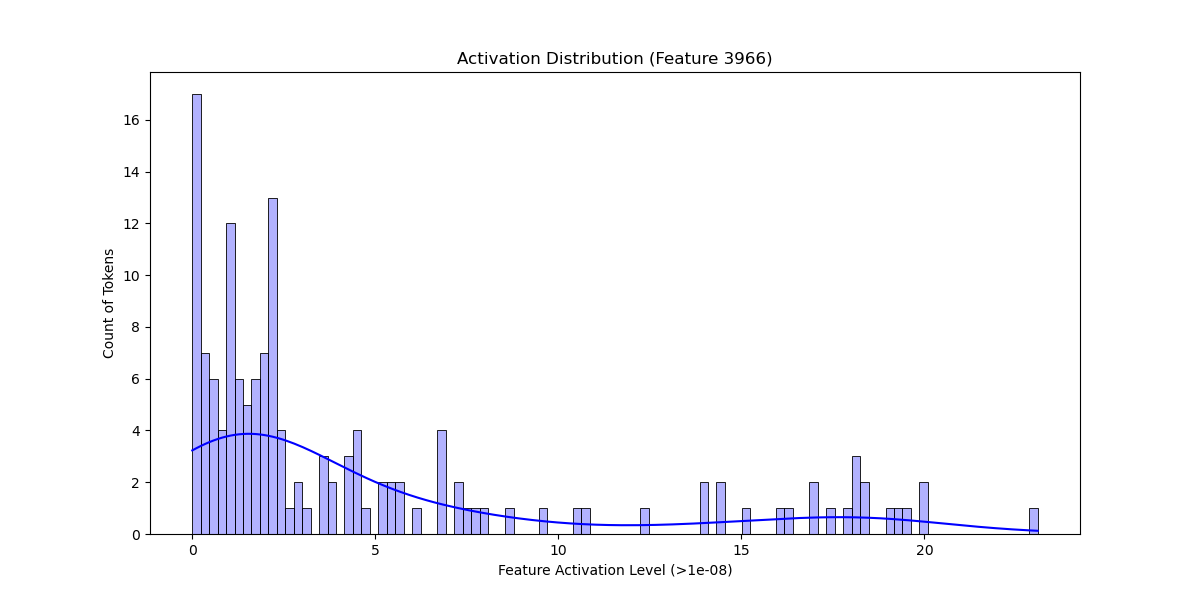 Activation Distribution (Feature 3966)
16
14
12
10
8
6
4
2
0
Count of Tokens
0 5 10 15 20
Feature Activation Level (>1e-08)